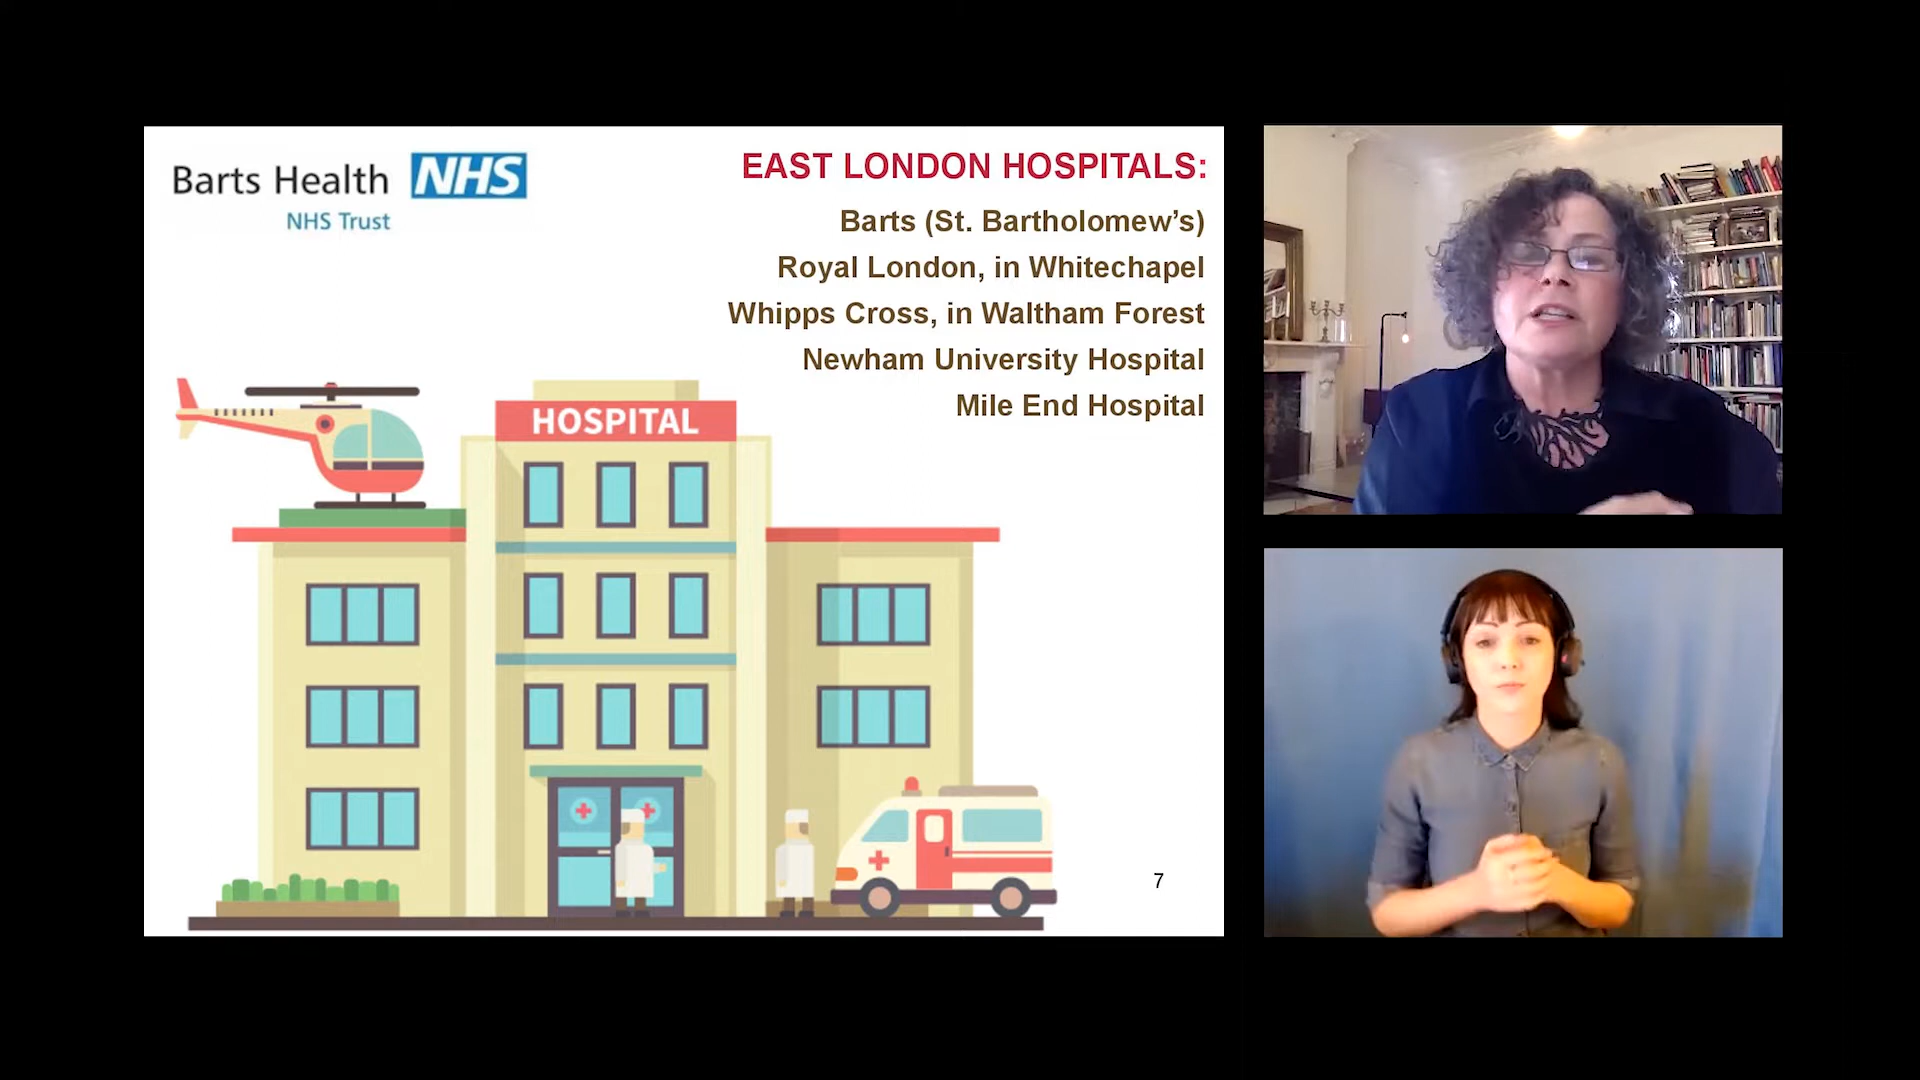 Barts Health NHS
NHS Trust
EAST LONDON HOSPITALS:
Barts (St. Bartholomew’s)
Royal London, in Whitechapel
Whipps Cross, in Waltham Forest
Newham University Hospital
Mile End Hospital
HOSPITAL
7